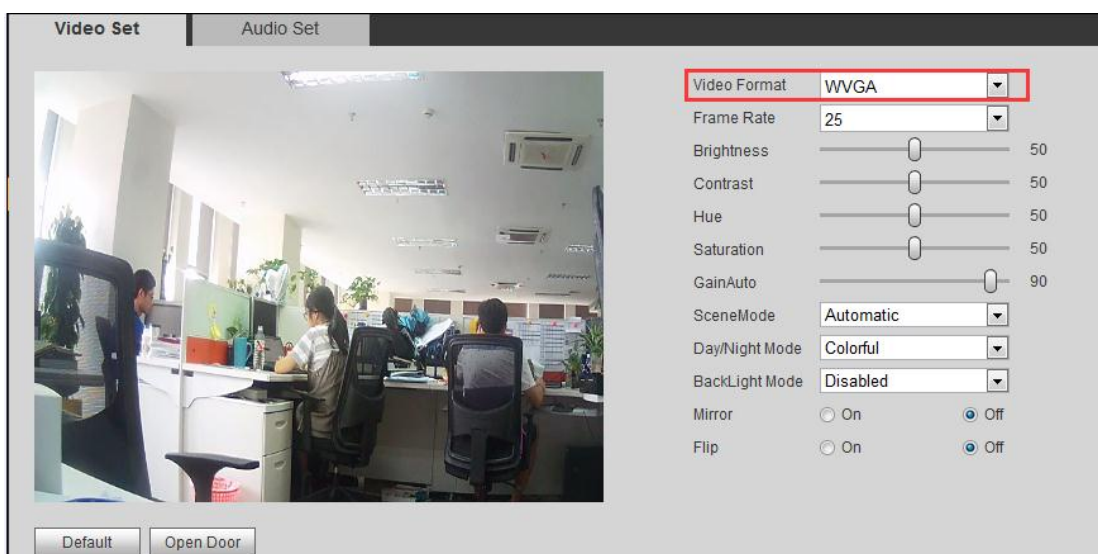 Video Set Audio Set
Video Format WVGA
Frame Rate 25
Brightness 50
Contrast 50
Hue 50
Saturation 50
GainAuto 90
SceneMode Automatic
Day/Night Mode Colorful
BackLight Mode Disabled
Mirror On Off
Flip On Off
Default Open Door